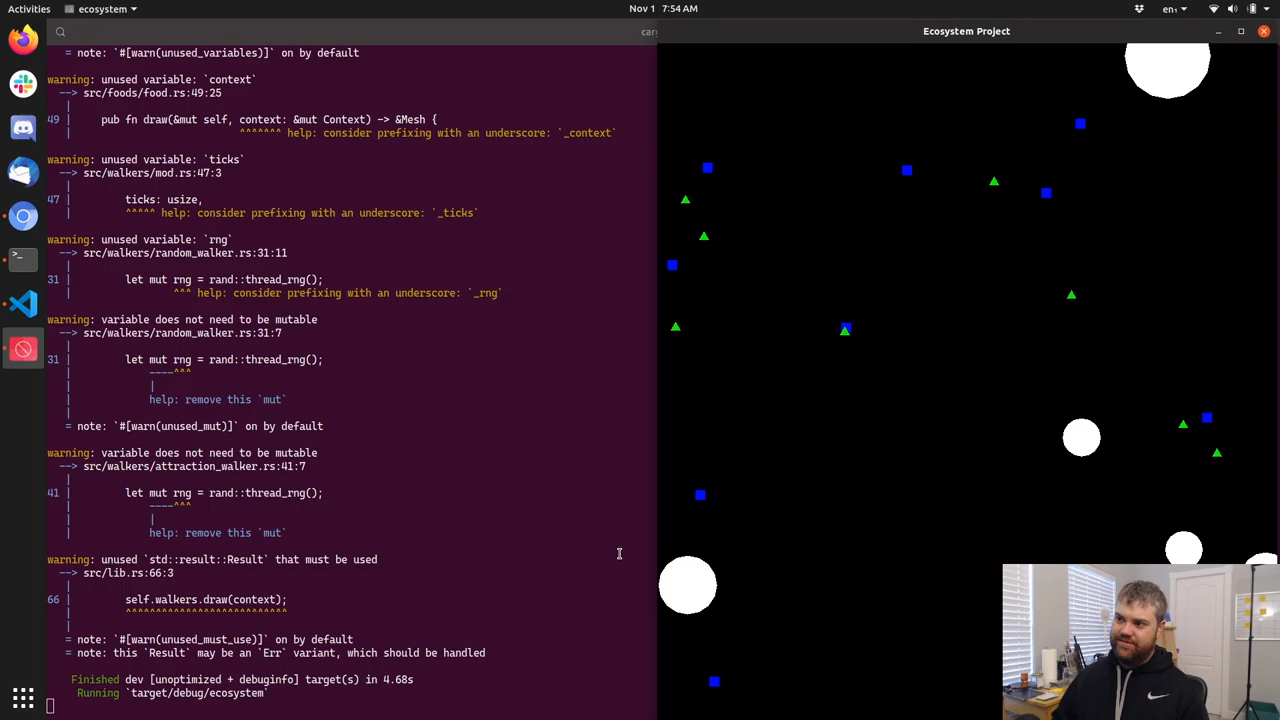 Activities
ecosystem
Nov 1 7:54 AM
en₁
car
Ecosystem Project
= note: `#[warn(unused_variables)]` on by default
warning: unused variable: `context`
--> src/foods/food.rs:49:25
|
49 | pub fn draw(&mut self, context: &mut Context) -> &Mesh {
| ^^^^^^^ help: consider prefixing with an underscore: `_context`
warning: unused variable: `ticks`
--> src/walkers/mod.rs:47:3
|
47 | ticks: usize,
| ^^^^^ help: consider prefixing with an underscore: `_ticks`
warning: unused variable: `rng`
--> src/walkers/random_walker.rs:31:11
|
31 | let mut rng = rand::thread_rng();
| ^^^ help: consider prefixing with an underscore: `_rng`
warning: variable does not need to be mutable
--> src/walkers/random_walker.rs:31:7
|
31 | let mut rng = rand::thread_rng();
| ----^^^
| |
| help: remove this `mut`
|
= note: `#[warn(unused_mut)]` on by default
warning: variable does not need to be mutable
--> src/walkers/attraction_walker.rs:41:7
|
41 | let mut rng = rand::thread_rng();
| ----^^^
| |
| help: remove this `mut`
warning: unused `std::result::Result` that must be used
--> src/lib.rs:66:3
|
66 | self.walkers.draw(context);
| ^^^^^^^^^^^^^^^^^^^^^^^^^^^
|
= note: `#[warn(unused_must_use)]` on by default
= note: this `Result` may be an `Err` variant, which should be handled
Finished dev [unoptimized + debuginfo] target(s) in 4.68s
Running `target/debug/ecosystem`